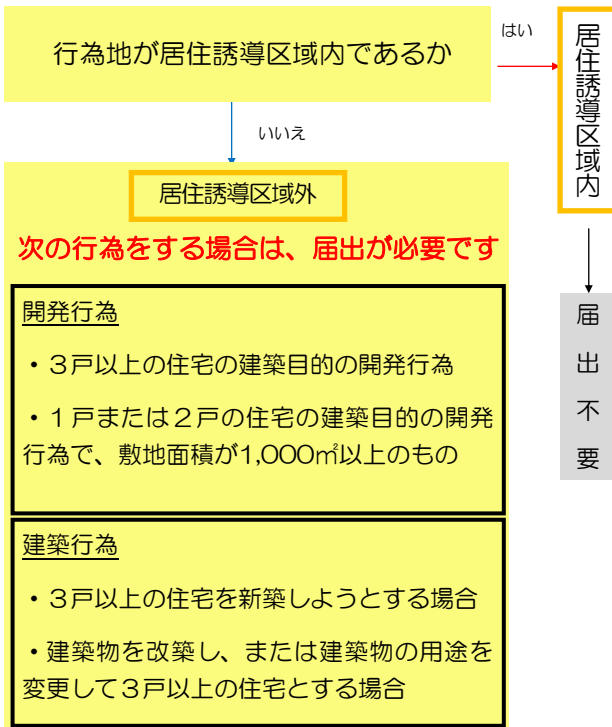 行為地が居住誘導区域内であるか
はい
居住誘導区域内
いいえ
居住誘導区域外
次の行為をする場合は、届出が必要です
届出不要
開発行為
・３戸以上の住宅の建築目的の開発行為
・１戸または２戸の住宅の建築目的の開発
行為で、敷地面積が1,000㎡以上のもの
建築行為
・３戸以上の住宅を新築しようとする場合
・建築物を改築し、または建築物の用途を
変更して３戸以上の住宅とする場合